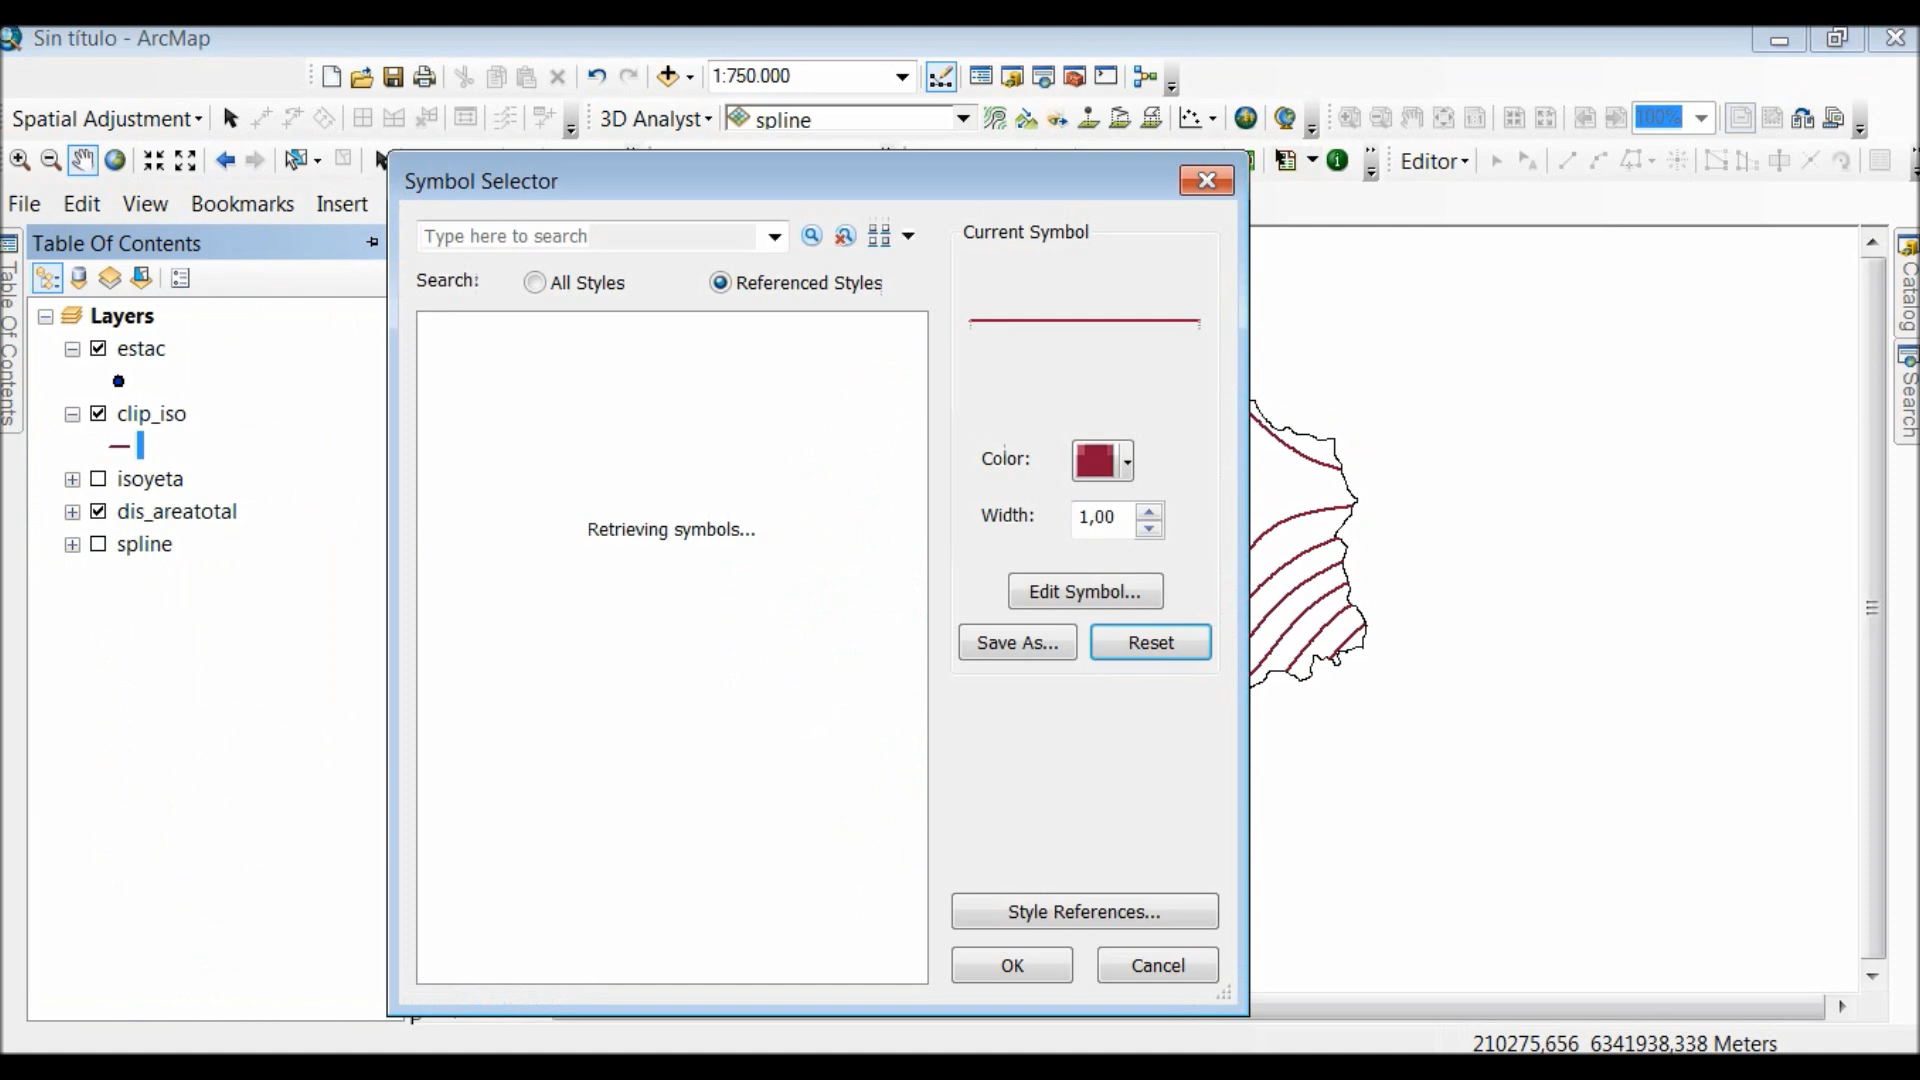 Sin título - ArcMap
1:750.000
Spatial Adjustment
3D Analyst
spline
100%
Editor
File Edit View Bookmarks Insert
Table Of Contents
Table Of Contents
Layers
estac
clip_iso
isoyeta
dis_areatotal
spline
Symbol Selector
Type here to search
Search:
All Styles
Referenced Styles
Retrieving symbols...
Current Symbol
Color:
Width:
1,00
Edit Symbol...
Save As...
Reset
Style References...
OK
Cancel
Catalog
Search
210275,656 6341938,338 Meters